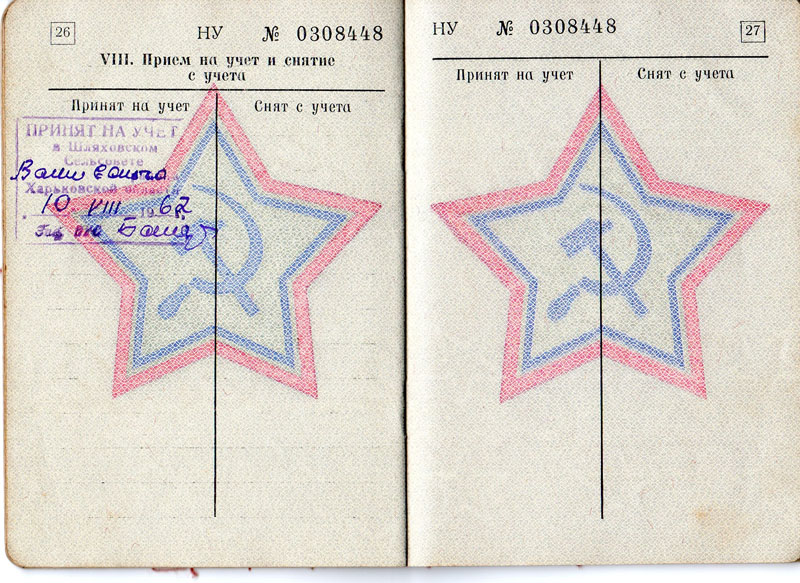 26
НУ № 0308448
VIII. Прием на учет и снятие
с учета
Принят на учет
Снят с учета
ПРИНЯТ НА УЧЕТ
в Шляховском
Сельсовете
Харьковской области
10 VIII 1967
НУ № 0308448
27
Принят на учет
Снят с учета